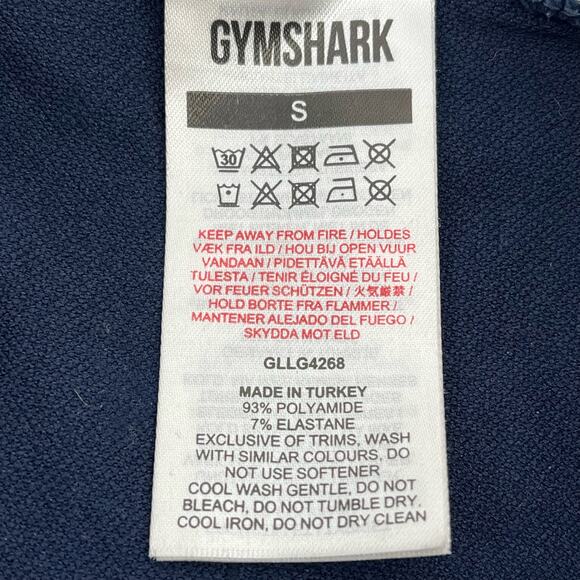 GYMSHARK
S
30
KEEP AWAY FROM FIRE / HOLDES
VÆK FRA ILD / HOU BIJ OPEN VUUR
VANDAAN / PIDETTÄVÄ ETÄÄLLÄ
TULESTA / TENIR ÉLOIGNÉ DU FEU /
VOR FEUER SCHÜTZEN / 火気厳禁 /
HOLD BORTE FRA FLAMMER /
MANTENER ALEJADO DEL FUEGO /
SKYDDA MOT ELD
GLLG4268
MADE IN TURKEY
93% POLYAMIDE
7% ELASTANE
EXCLUSIVE OF TRIMS, WASH
WITH SIMILAR COLOURS, DO
NOT USE SOFTENER
COOL WASH GENTLE, DO NOT
BLEACH, DO NOT TUMBLE DRY,
COOL IRON, DO NOT DRY CLEAN